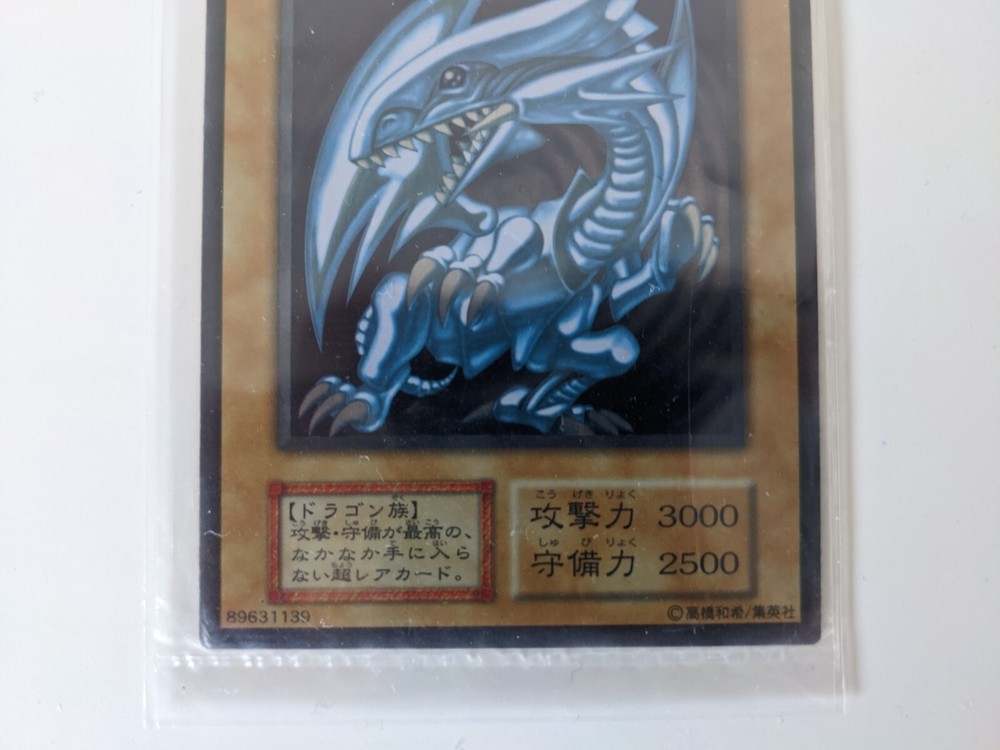 【ドラゴン族】
攻撃・守備が最高の、
なかなか手に入ら
ない超レアカード。
攻撃力 3000
守備力 2500
89631139
©高橋和希/集英社